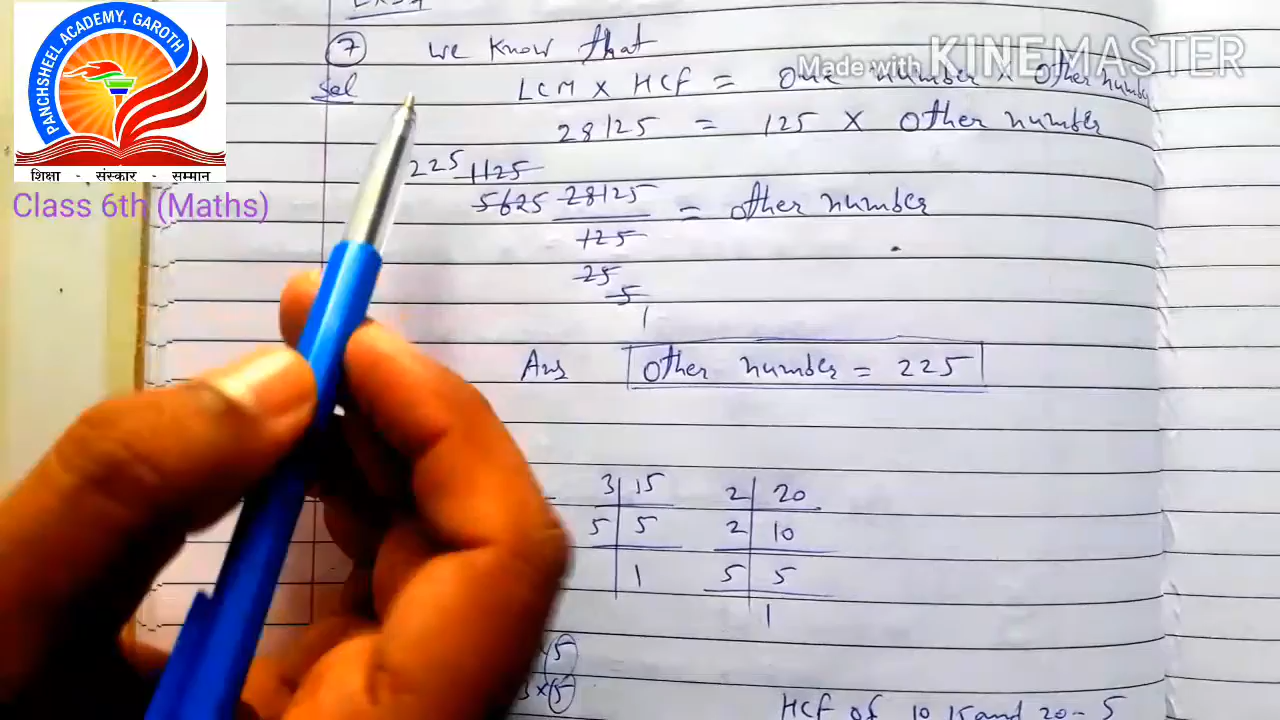 PANCHSHEEL ACADEMY, GAROTH
शिक्षा - संस्कार - सम्मान
Class 6th (Maths)
Made with KINEMASTER
7 we know that
Sol LCM x HCF = one number x other number
28125 = 125 x other number
225 1125
5625 28125 = other number
125
25
5
1
Ans other number = 225
3 15 2 20
5 5 2 10
1 5 5
1
5
3 x 5
HCF of 10 15 and 20 - 5